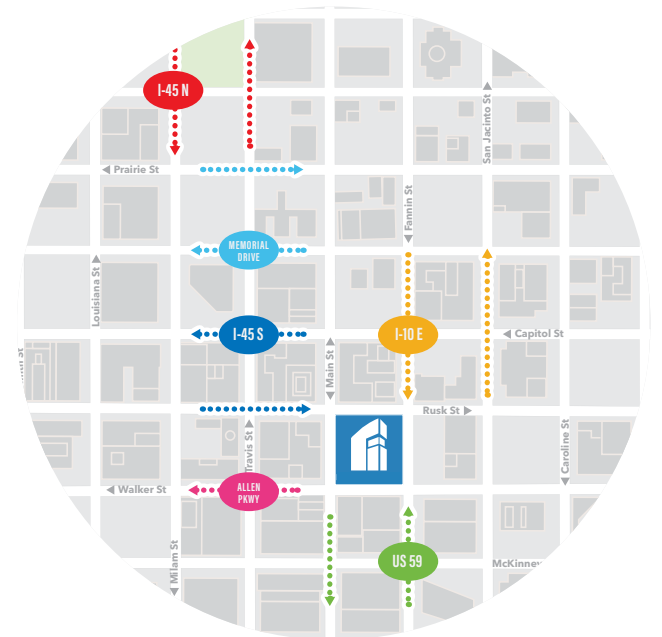 I-45 N
San Jacinto St
Prairie St
Fannin St
MEMORIAL
DRIVE
Louisiana St
I-45 S
I-10 E
Capitol St
Main St
Rusk St
Travis St
Caroline St
Walker St
ALLEN
PKWY
Milam St
US 59
McKinney